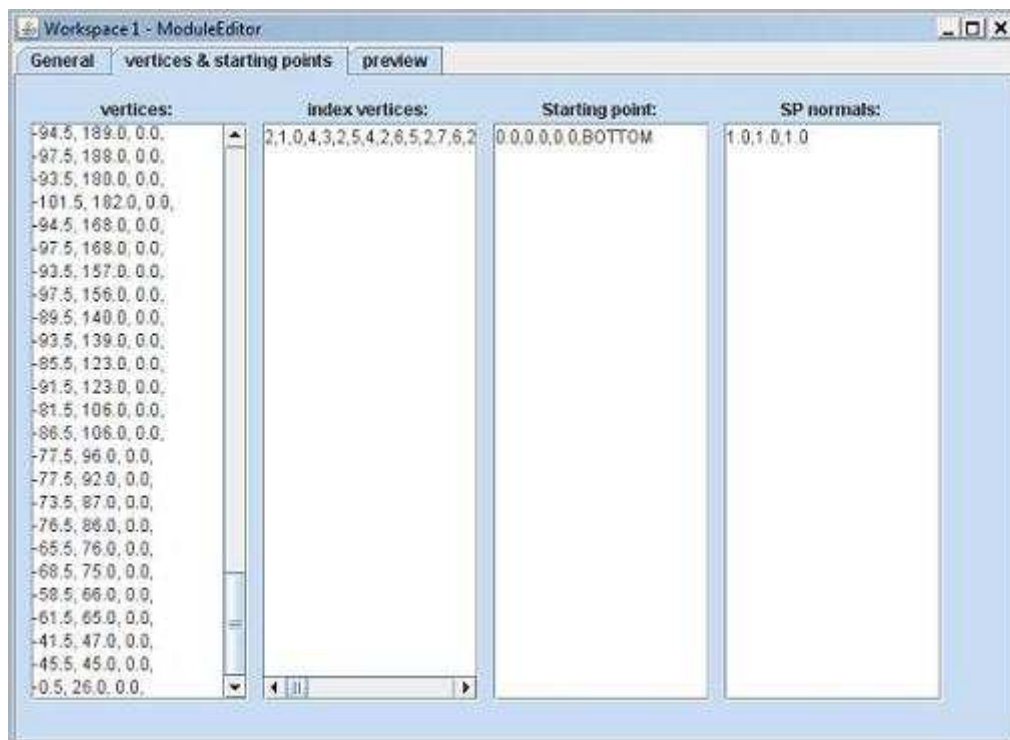 Workspace 1 - ModuleEditor
General vertices & starting points preview
vertices: index vertices: Starting point: SP normals:
-94.5, 189.0, 0.0,
-97.5, 188.0, 0.0,
-93.5, 180.0, 0.0,
-101.5, 182.0, 0.0,
-94.5, 168.0, 0.0,
-97.5, 168.0, 0.0,
-93.5, 157.0, 0.0,
-97.5, 156.0, 0.0,
-89.5, 140.0, 0.0,
-93.5, 139.0, 0.0,
-85.5, 123.0, 0.0,
-91.5, 123.0, 0.0,
-81.5, 106.0, 0.0,
-86.5, 106.0, 0.0,
-77.5, 96.0, 0.0,
-77.5, 92.0, 0.0,
-73.5, 87.0, 0.0,
-76.5, 86.0, 0.0,
-65.5, 76.0, 0.0,
-68.5, 75.0, 0.0,
-58.5, 66.0, 0.0,
-61.5, 65.0, 0.0,
-41.5, 47.0, 0.0,
-45.5, 45.0, 0.0,
-0.5, 26.0, 0.0,
2,1,0,4,3,2,5,4,2,6,5,2,7,6,2
0.0,0.0,0.0,BOTTOM
1.0,1.0,1.0